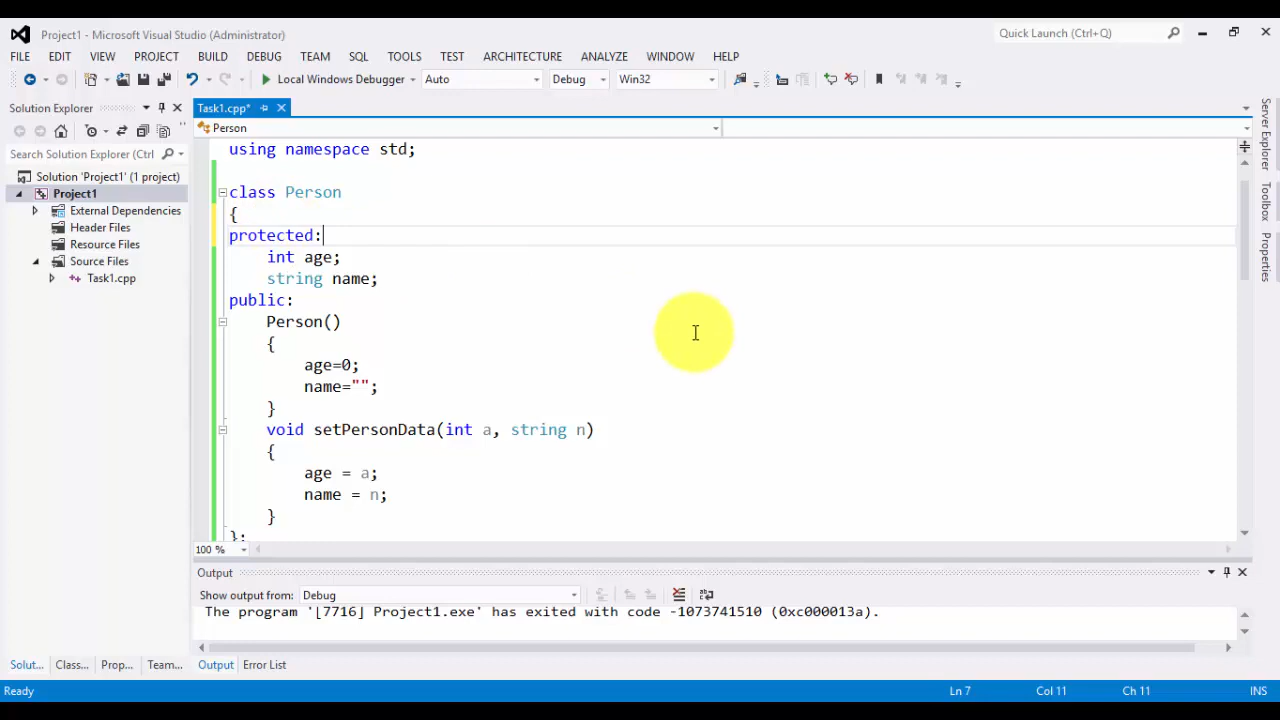 Project1 - Microsoft Visual Studio (Administrator)
Quick Launch (Ctrl+Q)
FILE EDIT VIEW PROJECT BUILD DEBUG TEAM SQL TOOLS TEST ARCHITECTURE ANALYZE WINDOW HELP
Local Windows Debugger Auto Debug Win32
Solution Explorer
Search Solution Explorer (Ctrl
Solution 'Project1' (1 project)
Project1
External Dependencies
Header Files
Resource Files
Source Files
Task1.cpp
Task1.cpp*
Person
using namespace std;
class Person
{
protected:
int age;
string name;
public:
Person()
{
age=0;
name="";
}
void setPersonData(int a, string n)
{
age = a;
name = n;
}
};
100 %
Output
Show output from: Debug
The program '[7716] Project1.exe' has exited with code -1073741510 (0xc000013a).
Solut... Class... Prop... Team...
Output Error List
Server Explorer
Toolbox
Properties
Ready Ln 7 Col 11 Ch 11 INS